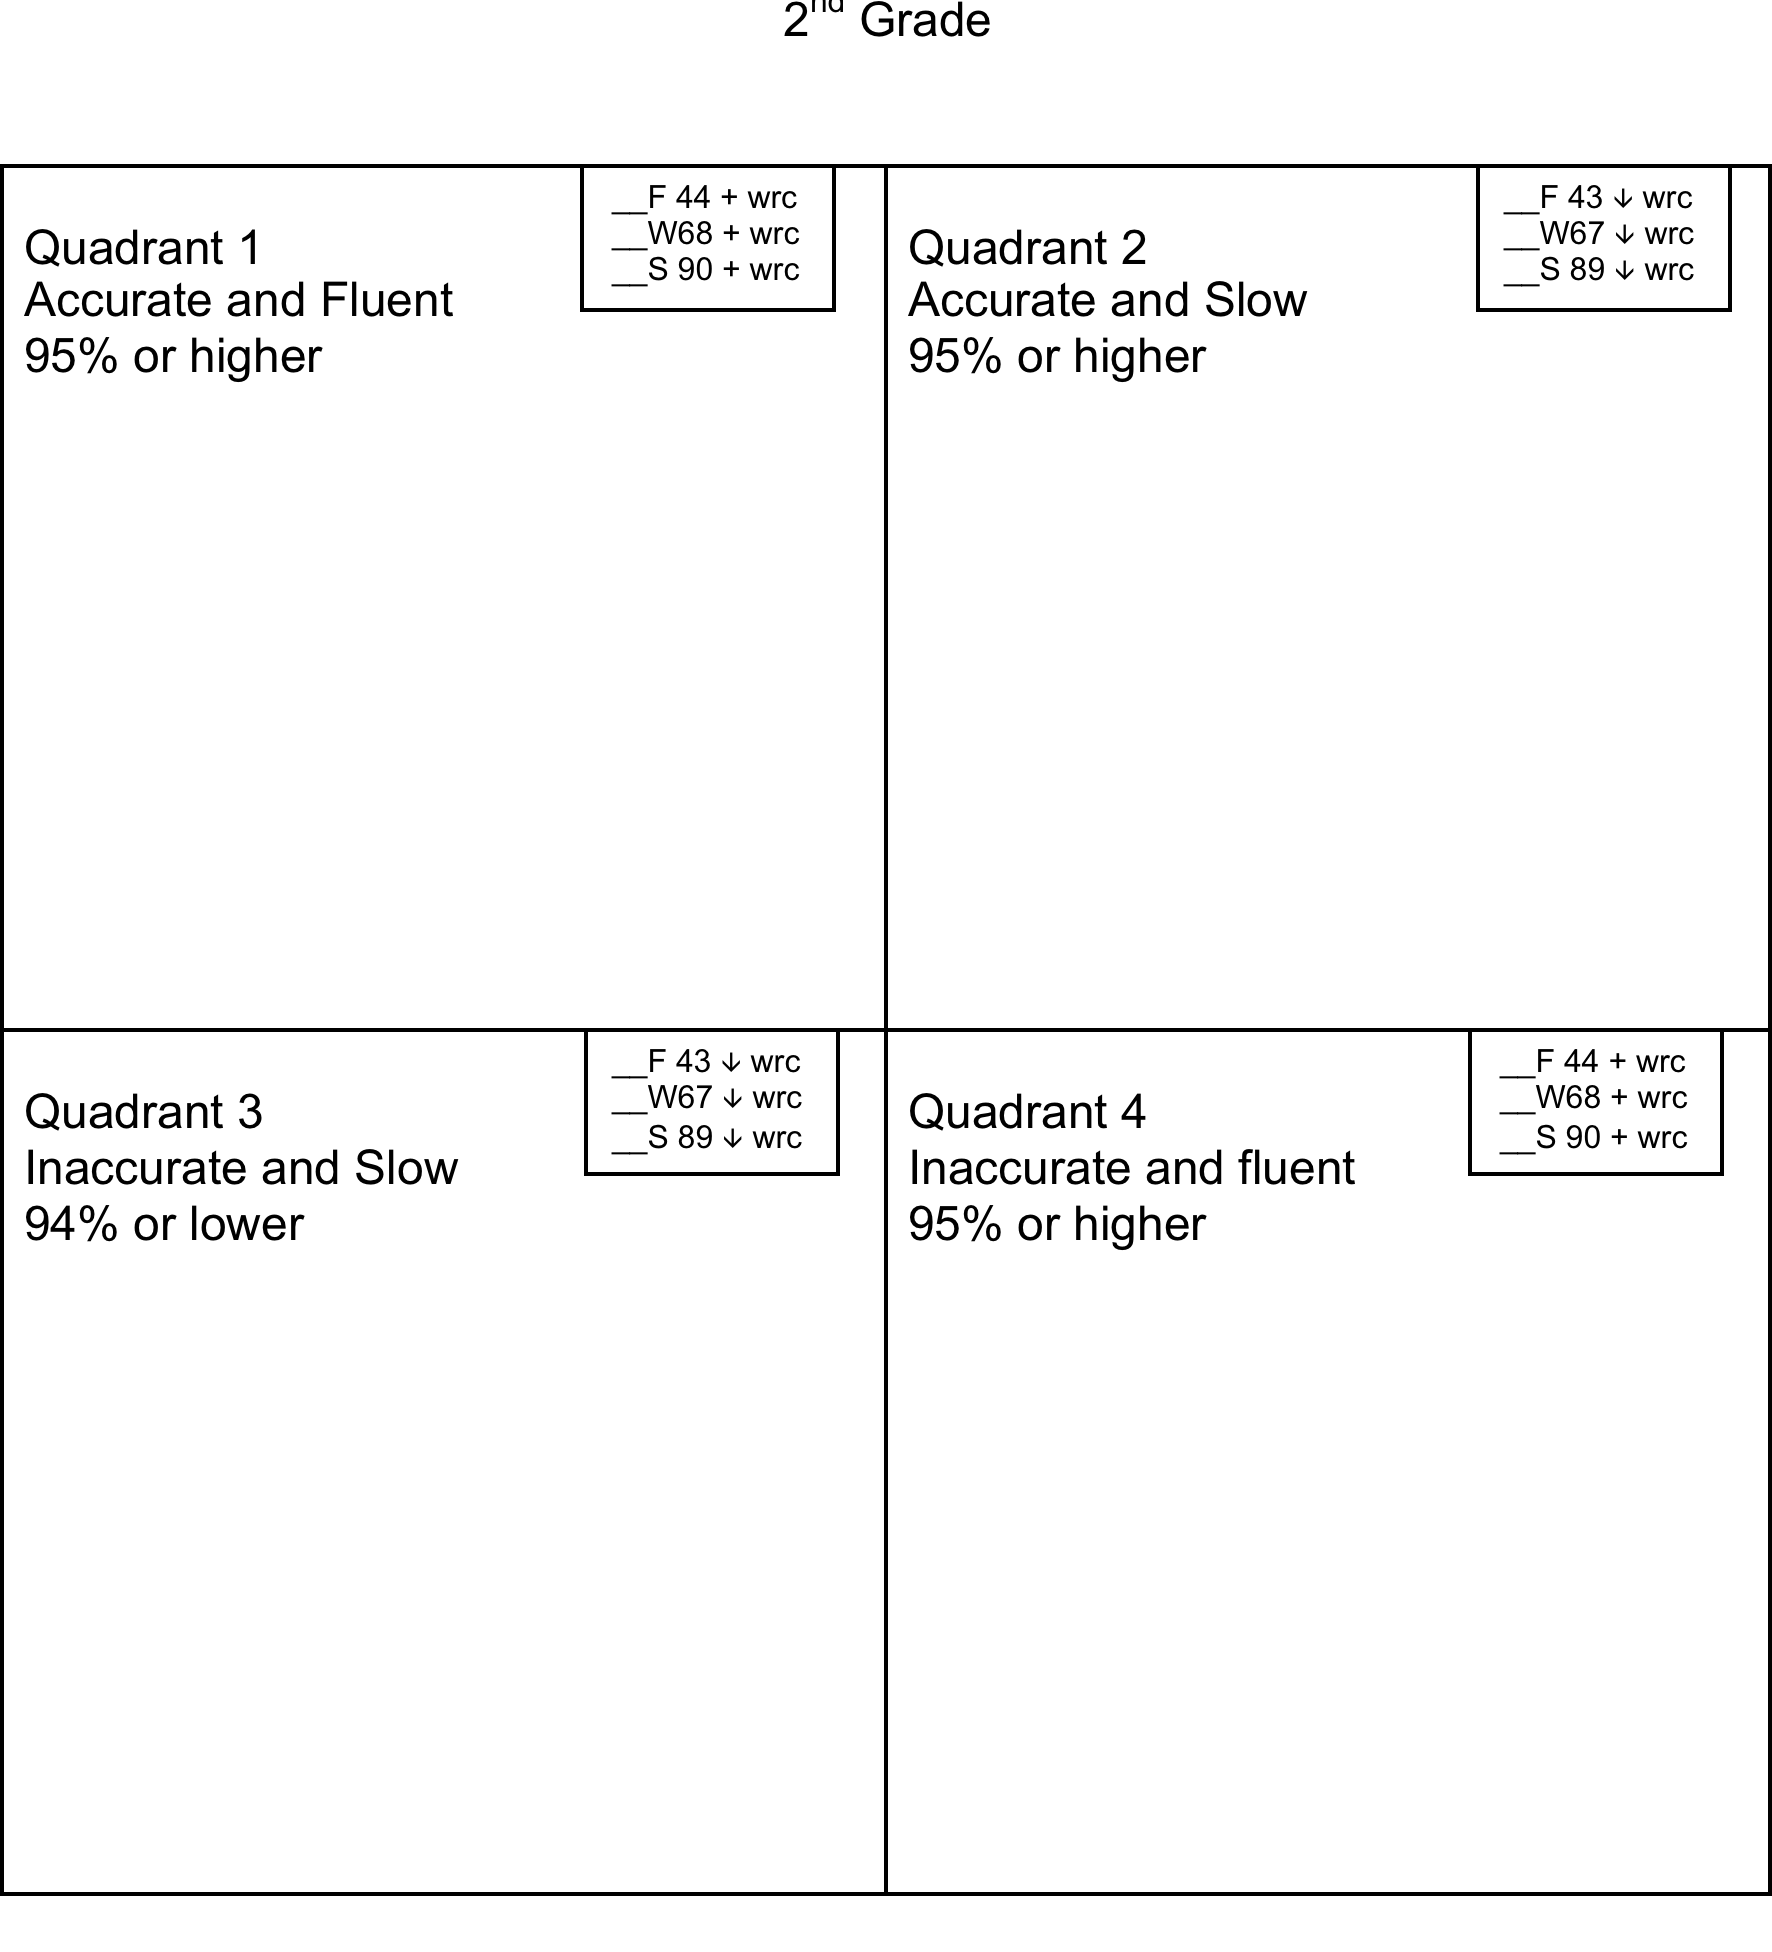 2nd Grade
__F 44 + wrc
__W68 + wrc
__S 90 + wrc
Quadrant 1
Accurate and Fluent
95% or higher
__F 43 ↓ wrc
__W67 ↓ wrc
__S 89 ↓ wrc
Quadrant 2
Accurate and Slow
95% or higher
__F 43 ↓ wrc
__W67 ↓ wrc
__S 89 ↓ wrc
Quadrant 3
Inaccurate and Slow
94% or lower
__F 44 + wrc
__W68 + wrc
__S 90 + wrc
Quadrant 4
Inaccurate and fluent
95% or higher